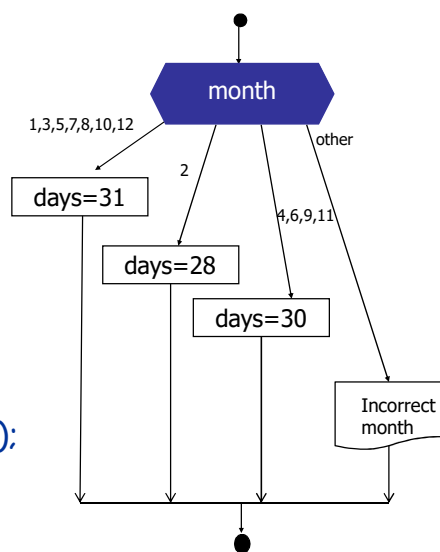 month
1,3,5,7,8,10,12
other
2
days=31
4,6,9,11
days=28
days=30
Incorrect
month
);